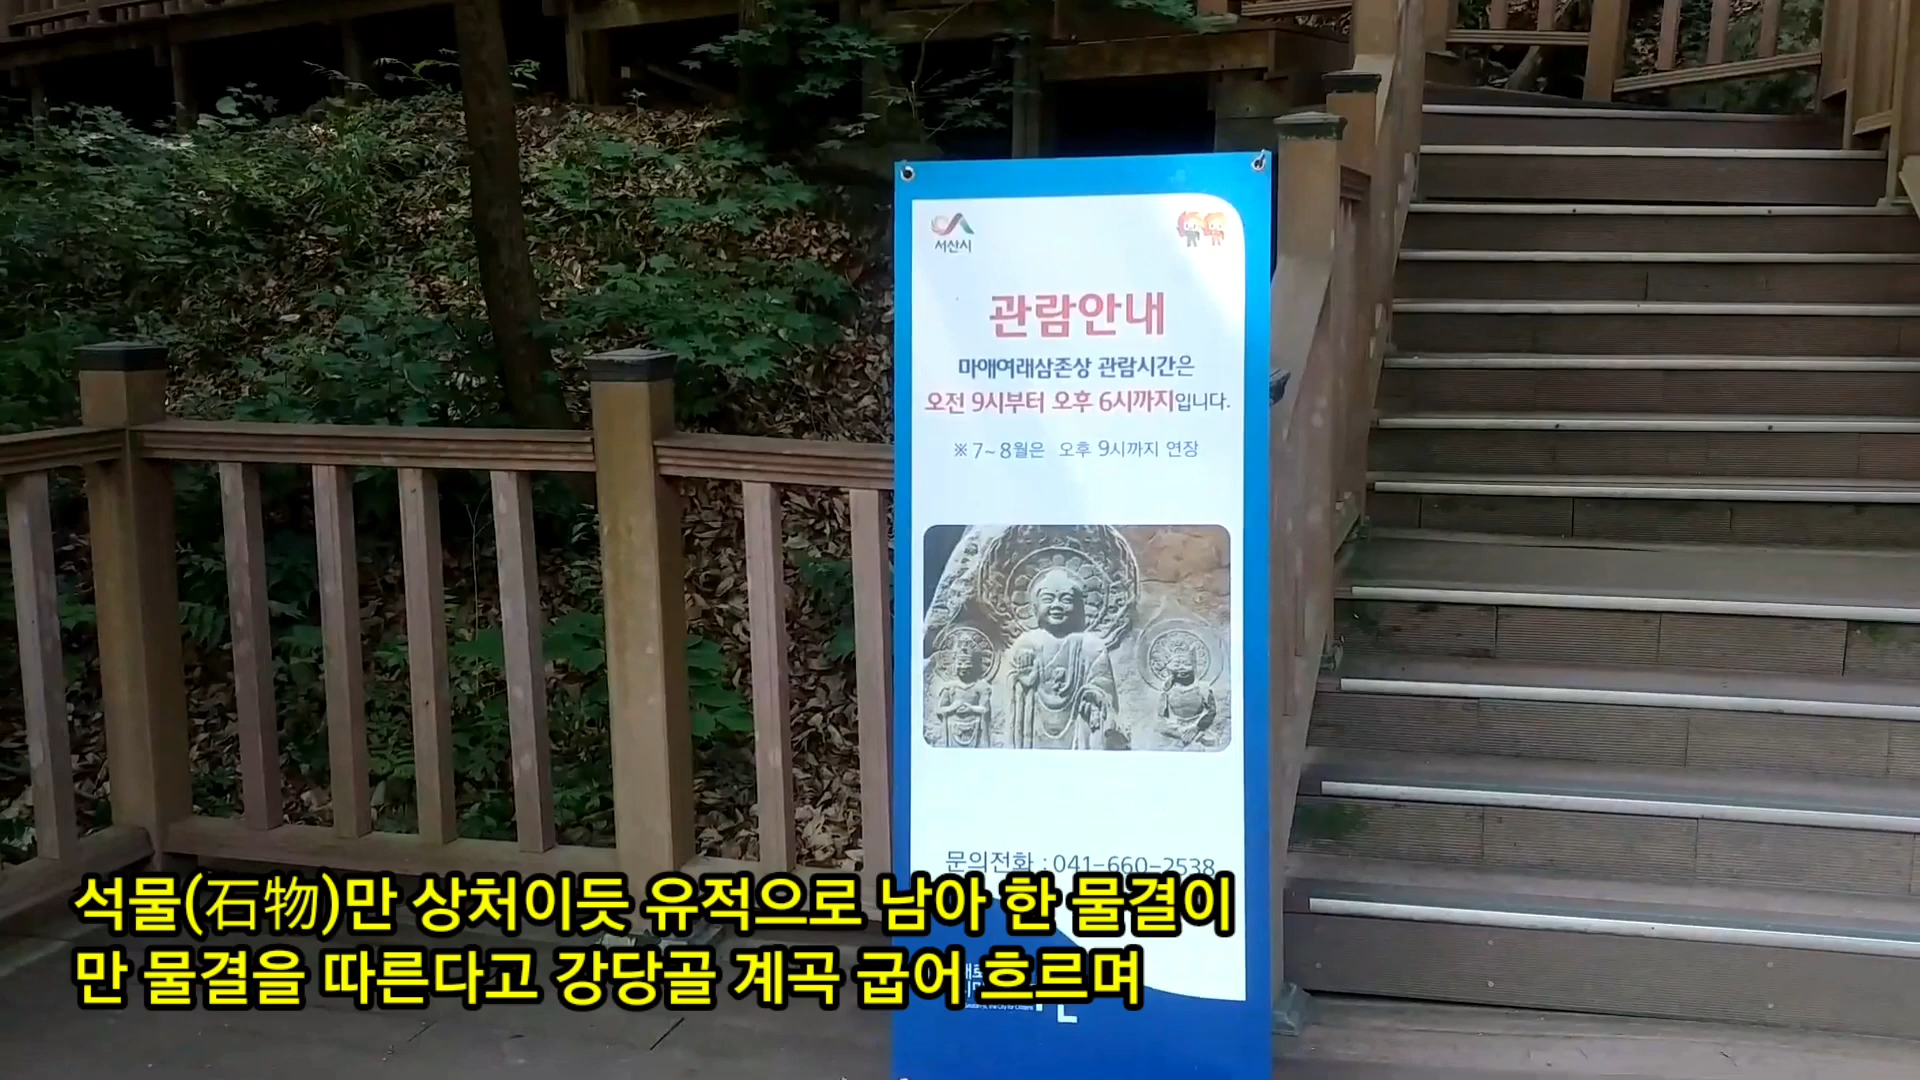 서산시
관람안내
마애여래삼존상 관람시간은
오전 9시부터 오후 6시까지입니다.
※ 7~8월은 오후 9시까지 연장
문의전화 : 041-660-2538
석물(石物)만 상처이듯 유적으로 남아 한 물결이
만 물결을 따른다고 강당골 계곡 굽어 흐르며